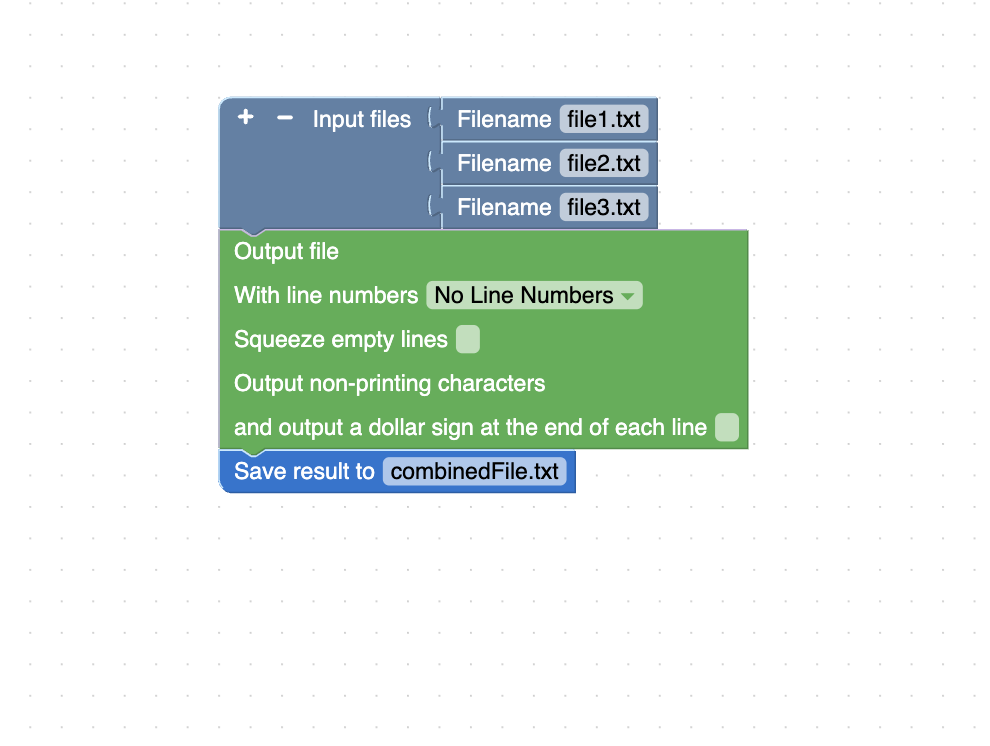 + − Input files Filename file1.txt
Filename file2.txt
Filename file3.txt
Output file
With line numbers No Line Numbers
Squeeze empty lines
Output non-printing characters
and output a dollar sign at the end of each line
Save result to combinedFile.txt